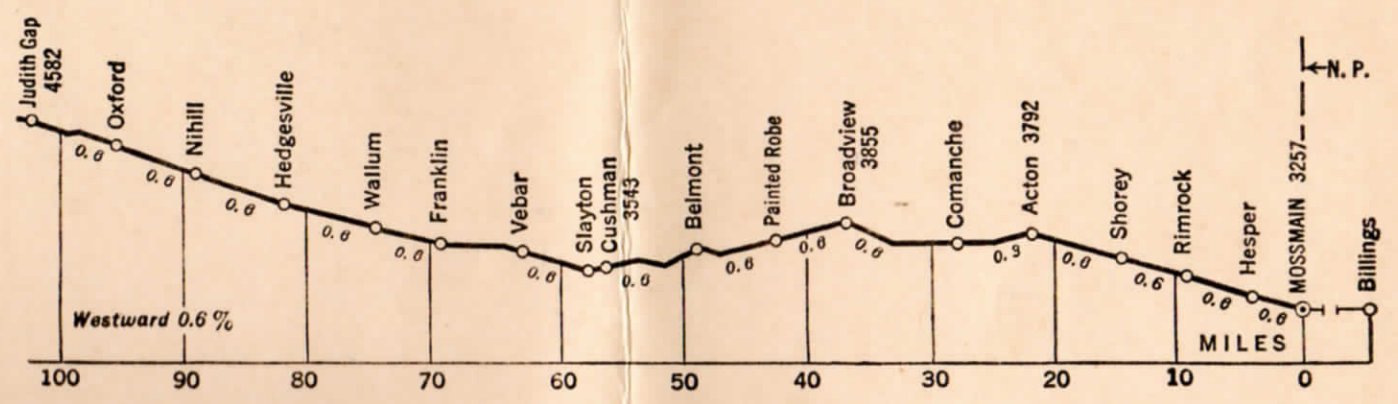 Judith Gap
4582
Oxford
Nihill
Hedgesville
Wallum
Franklin
Vebar
Slayton
Cushman
3543
Belmont
Painted Robe
Broadview
3855
Comanche
Acton 3792
Shorey
Rimrock
Hesper
MOSSMAIN 3257
N. P.
Billings
0.6
0.6
0.6
0.6
0.6
0.6
0.6
0.6
0.6
0.6
0.3
0.6
0.6
0.6
0.6
Westward 0.6 %
MILES
100 90 80 70 60 50 40 30 20 10 0